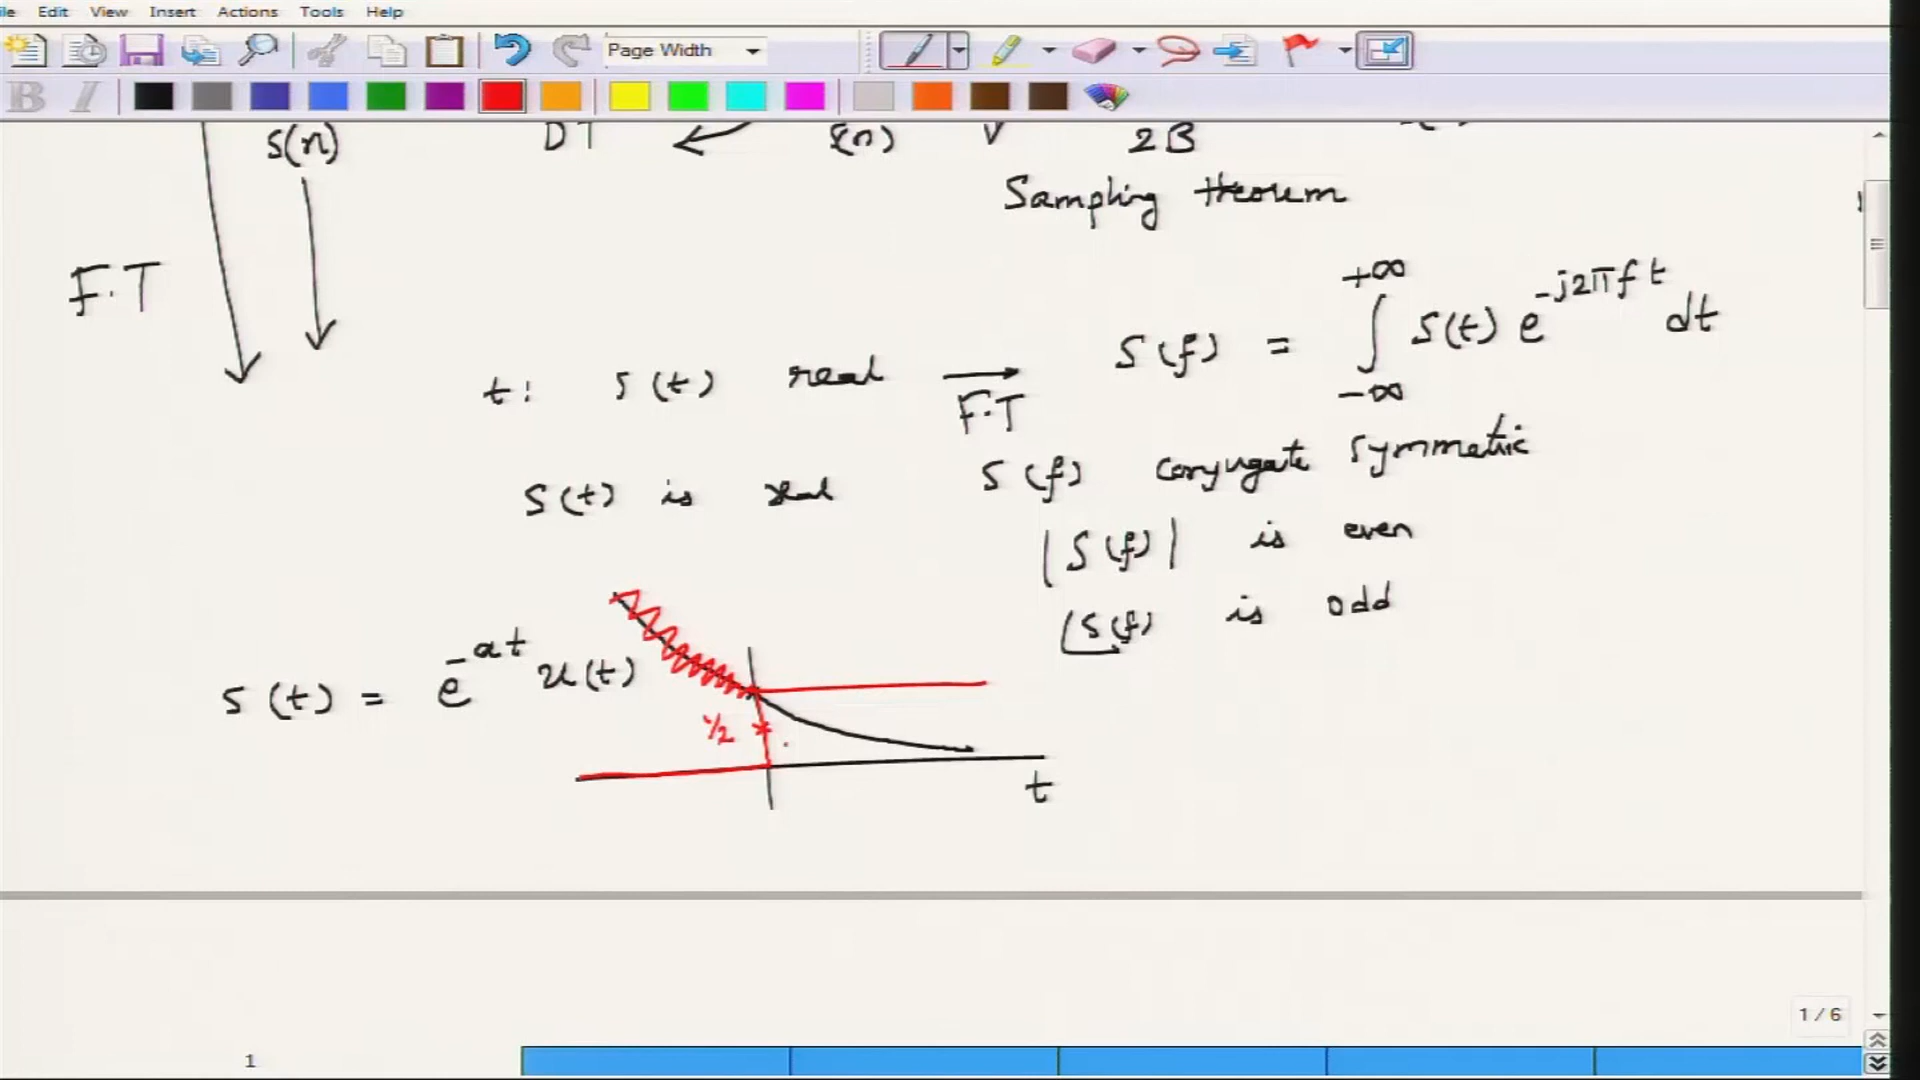 File Edit View Insert Actions Tools Help
Page Width
B I
s(n) DT s(n) 2B
Sampling theorem
F.T
+∞
t: s(t) real → F.T S(f) = ∫ s(t) e^{-j2πft} dt
-∞
s(t) is real S(f) conjugate symmetric
|S(f)| is even
∠S(f) is odd
s(t) = e^{-at} u(t)
1/2
t
1 / 6
1